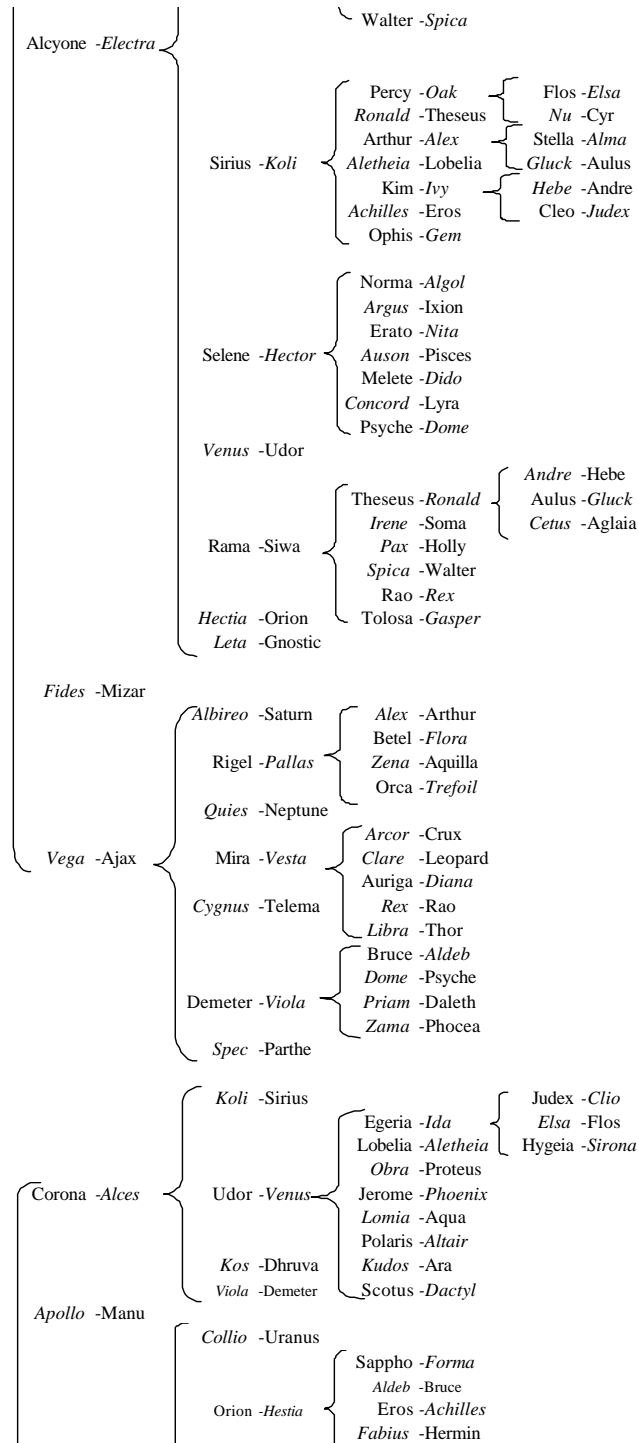 Walter -Spica
Alcyone -Electra
Percy -Oak
Flos -Elsa
Ronald -Theseus
Nu -Cyr
Arthur -Alex
Stella -Alma
Sirius -Koli
Aletheia -Lobelia
Gluck -Aulus
Kim -Ivy
Hebe -Andre
Achilles -Eros
Cleo -Judex
Ophis -Gem
Norma -Algol
Argus -Ixion
Erato -Nita
Selene -Hector
Auson -Pisces
Melete -Dido
Concord -Lyra
Psyche -Dome
Venus -Udor
Andre -Hebe
Theseus -Ronald
Aulus -Gluck
Irene -Soma
Cetus -Aglaia
Rama -Siwa
Pax -Holly
Spica -Walter
Rao -Rex
Hectia -Orion
Tolosa -Gasper
Leta -Gnostic
Fides -Mizar
Albireo -Saturn
Alex -Arthur
Betel -Flora
Rigel -Pallas
Zena -Aquilla
Orca -Trefoil
Quies -Neptune
Arcor -Crux
Vega -Ajax
Mira -Vesta
Clare -Leopard
Auriga -Diana
Cygnus -Telema
Rex -Rao
Libra -Thor
Bruce -Aldeb
Dome -Psyche
Demeter -Viola
Priam -Daleth
Zama -Phocea
Spec -Parthe
Koli -Sirius
Judex -Clio
Egeria -Ida
Elsa -Flos
Lobelia -Aletheia
Hygeia -Sirona
Obra -Proteus
Corona -Alces
Udor -Venus
Jerome -Phoenix
Lomia -Aqua
Polaris -Altair
Kos -Dhruva
Kudos -Ara
Viola -Demeter
Scotus -Dactyl
Apollo -Manu
Collio -Uranus
Sappho -Forma
Aldeb -Bruce
Orion -Hestia
Eros -Achilles
Fabius -Hermin